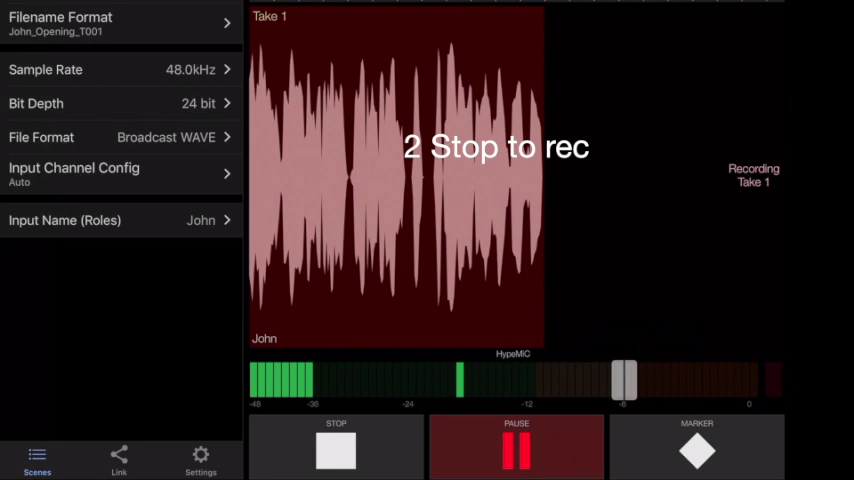 Filename Format
John_Opening_T001
Sample Rate 48.0kHz
Bit Depth 24 bit
File Format Broadcast WAVE
Input Channel Config
Auto
Input Name (Roles) John
Scenes Link Settings
Take 1
2 Stop to rec
Recording
Take 1
John
HypeMiC
-48 -36 -24 -12 -6 0
STOP PAUSE MARKER